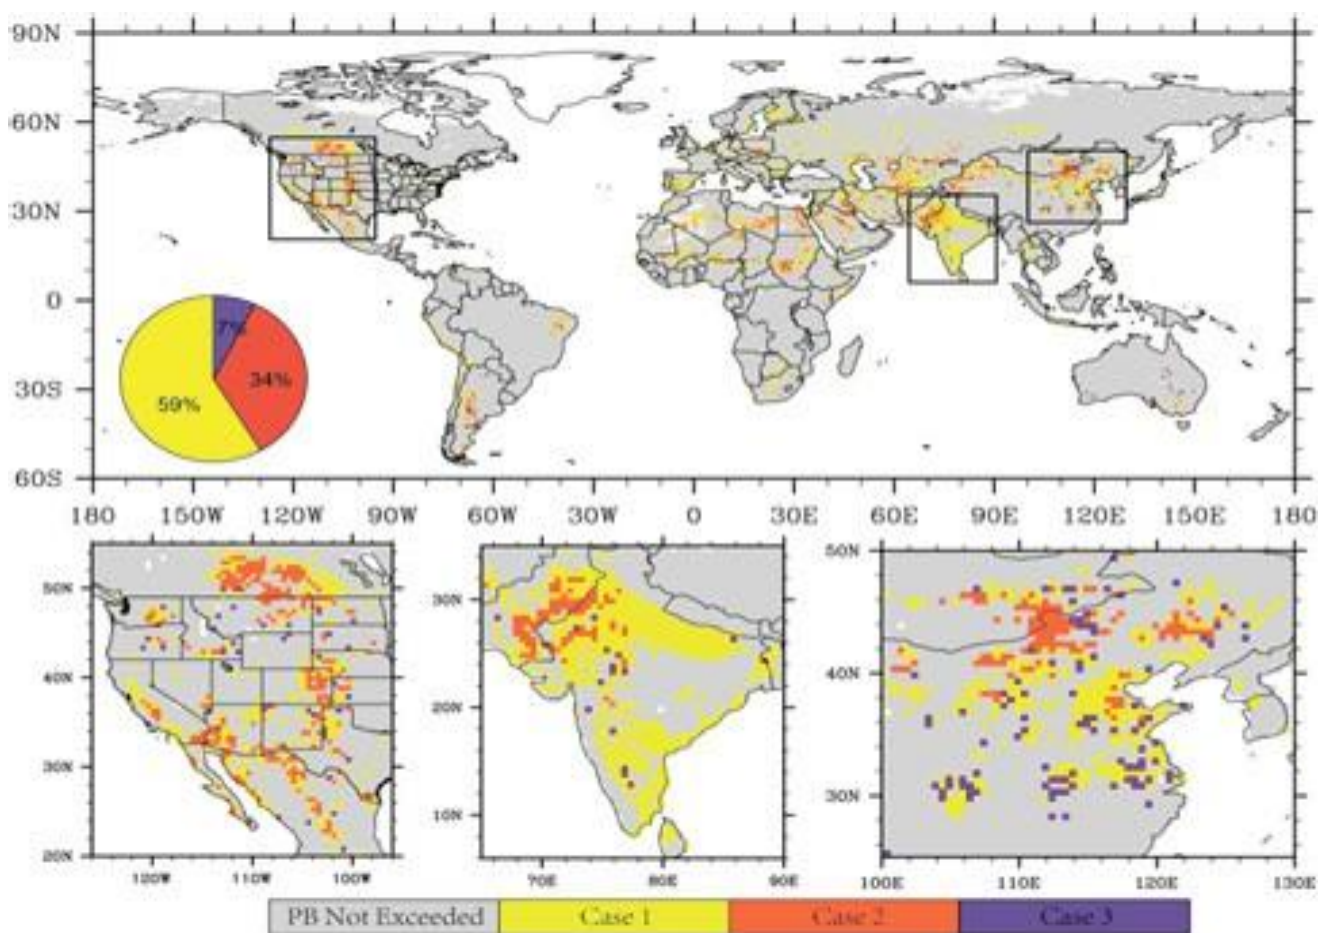 90N
60N
30N
0
30S
60S
7%
34%
59%
180 150W 120W 90W 60W 30W 0 30E 60E 90E 120E 150E 180
50N
40N
30N
20N
120W 110W 100W
30N
20N
10N
70E 80E 90E
50N
40N
30N
100E 110E 120E 130E
PB Not Exceeded Case 1 Case 2 Case 3